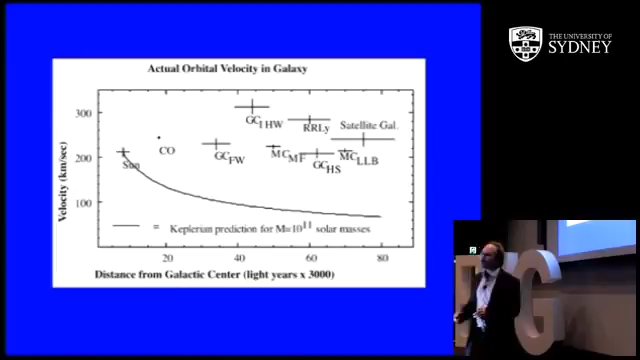 THE UNIVERSITY OF
SYDNEY
Actual Orbital Velocity in Galaxy
Velocity (km/sec)
300
200
100
Sun
CO
GC FW
GC THW
MC MF
RRLy
GC HS
Satellite Gal.
MC LLB
= Keplerian prediction for M=10^11 solar masses
20
40
60
80
Distance from Galactic Center (light years x 3000)